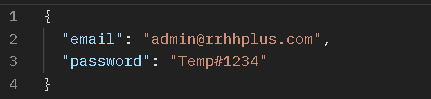 1 {
2 "email": "admin@rrhhplus.com",
3 "password": "Temp#1234"
4 }